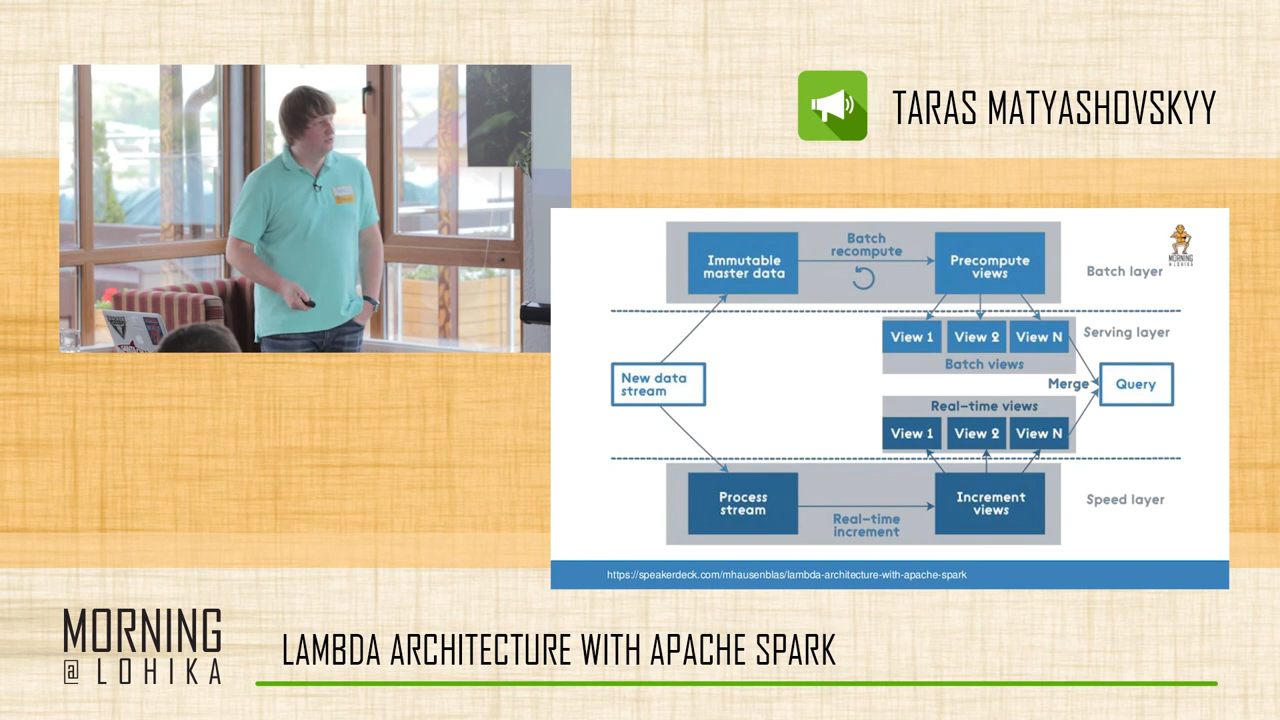 TARAS MATYASHOVSKYY
Immutable
master data
Batch
recompute
Precompute
views
MORNING
@ LOHIKA
Batch layer
View 1
View 2
View N
Serving layer
Batch views
New data
stream
Merge
Query
Real-time views
View 1
View 2
View N
Process
stream
Real-time
increment
Increment
views
Speed layer
https://speakerdeck.com/mhausenblas/lambda-architecture-with-apache-spark
MORNING
@ LOHIKA
LAMBDA ARCHITECTURE WITH APACHE SPARK